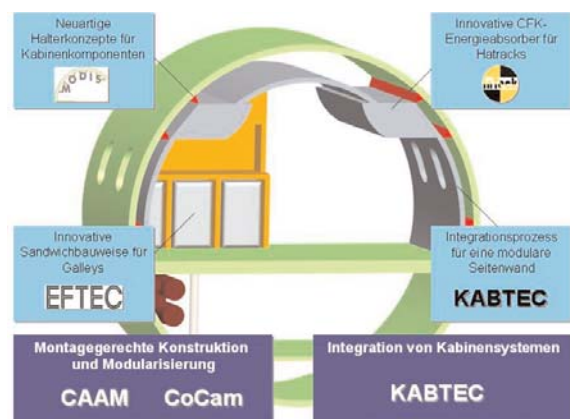 Neuartige
Halterkonzepte für
Kabinenkomponenten
MODIS
Innovative CFK-
Energieabsorber für
Hatracks
Innovative
Sandwichbauweise für
Galleys
EFTEC
Integrationsprozess
für eine modulare
Seitenwand
KABTEC
Montagegerechte Konstruktion
und Modularisierung
CAAM CoCam
Integration von Kabinensystemen
KABTEC